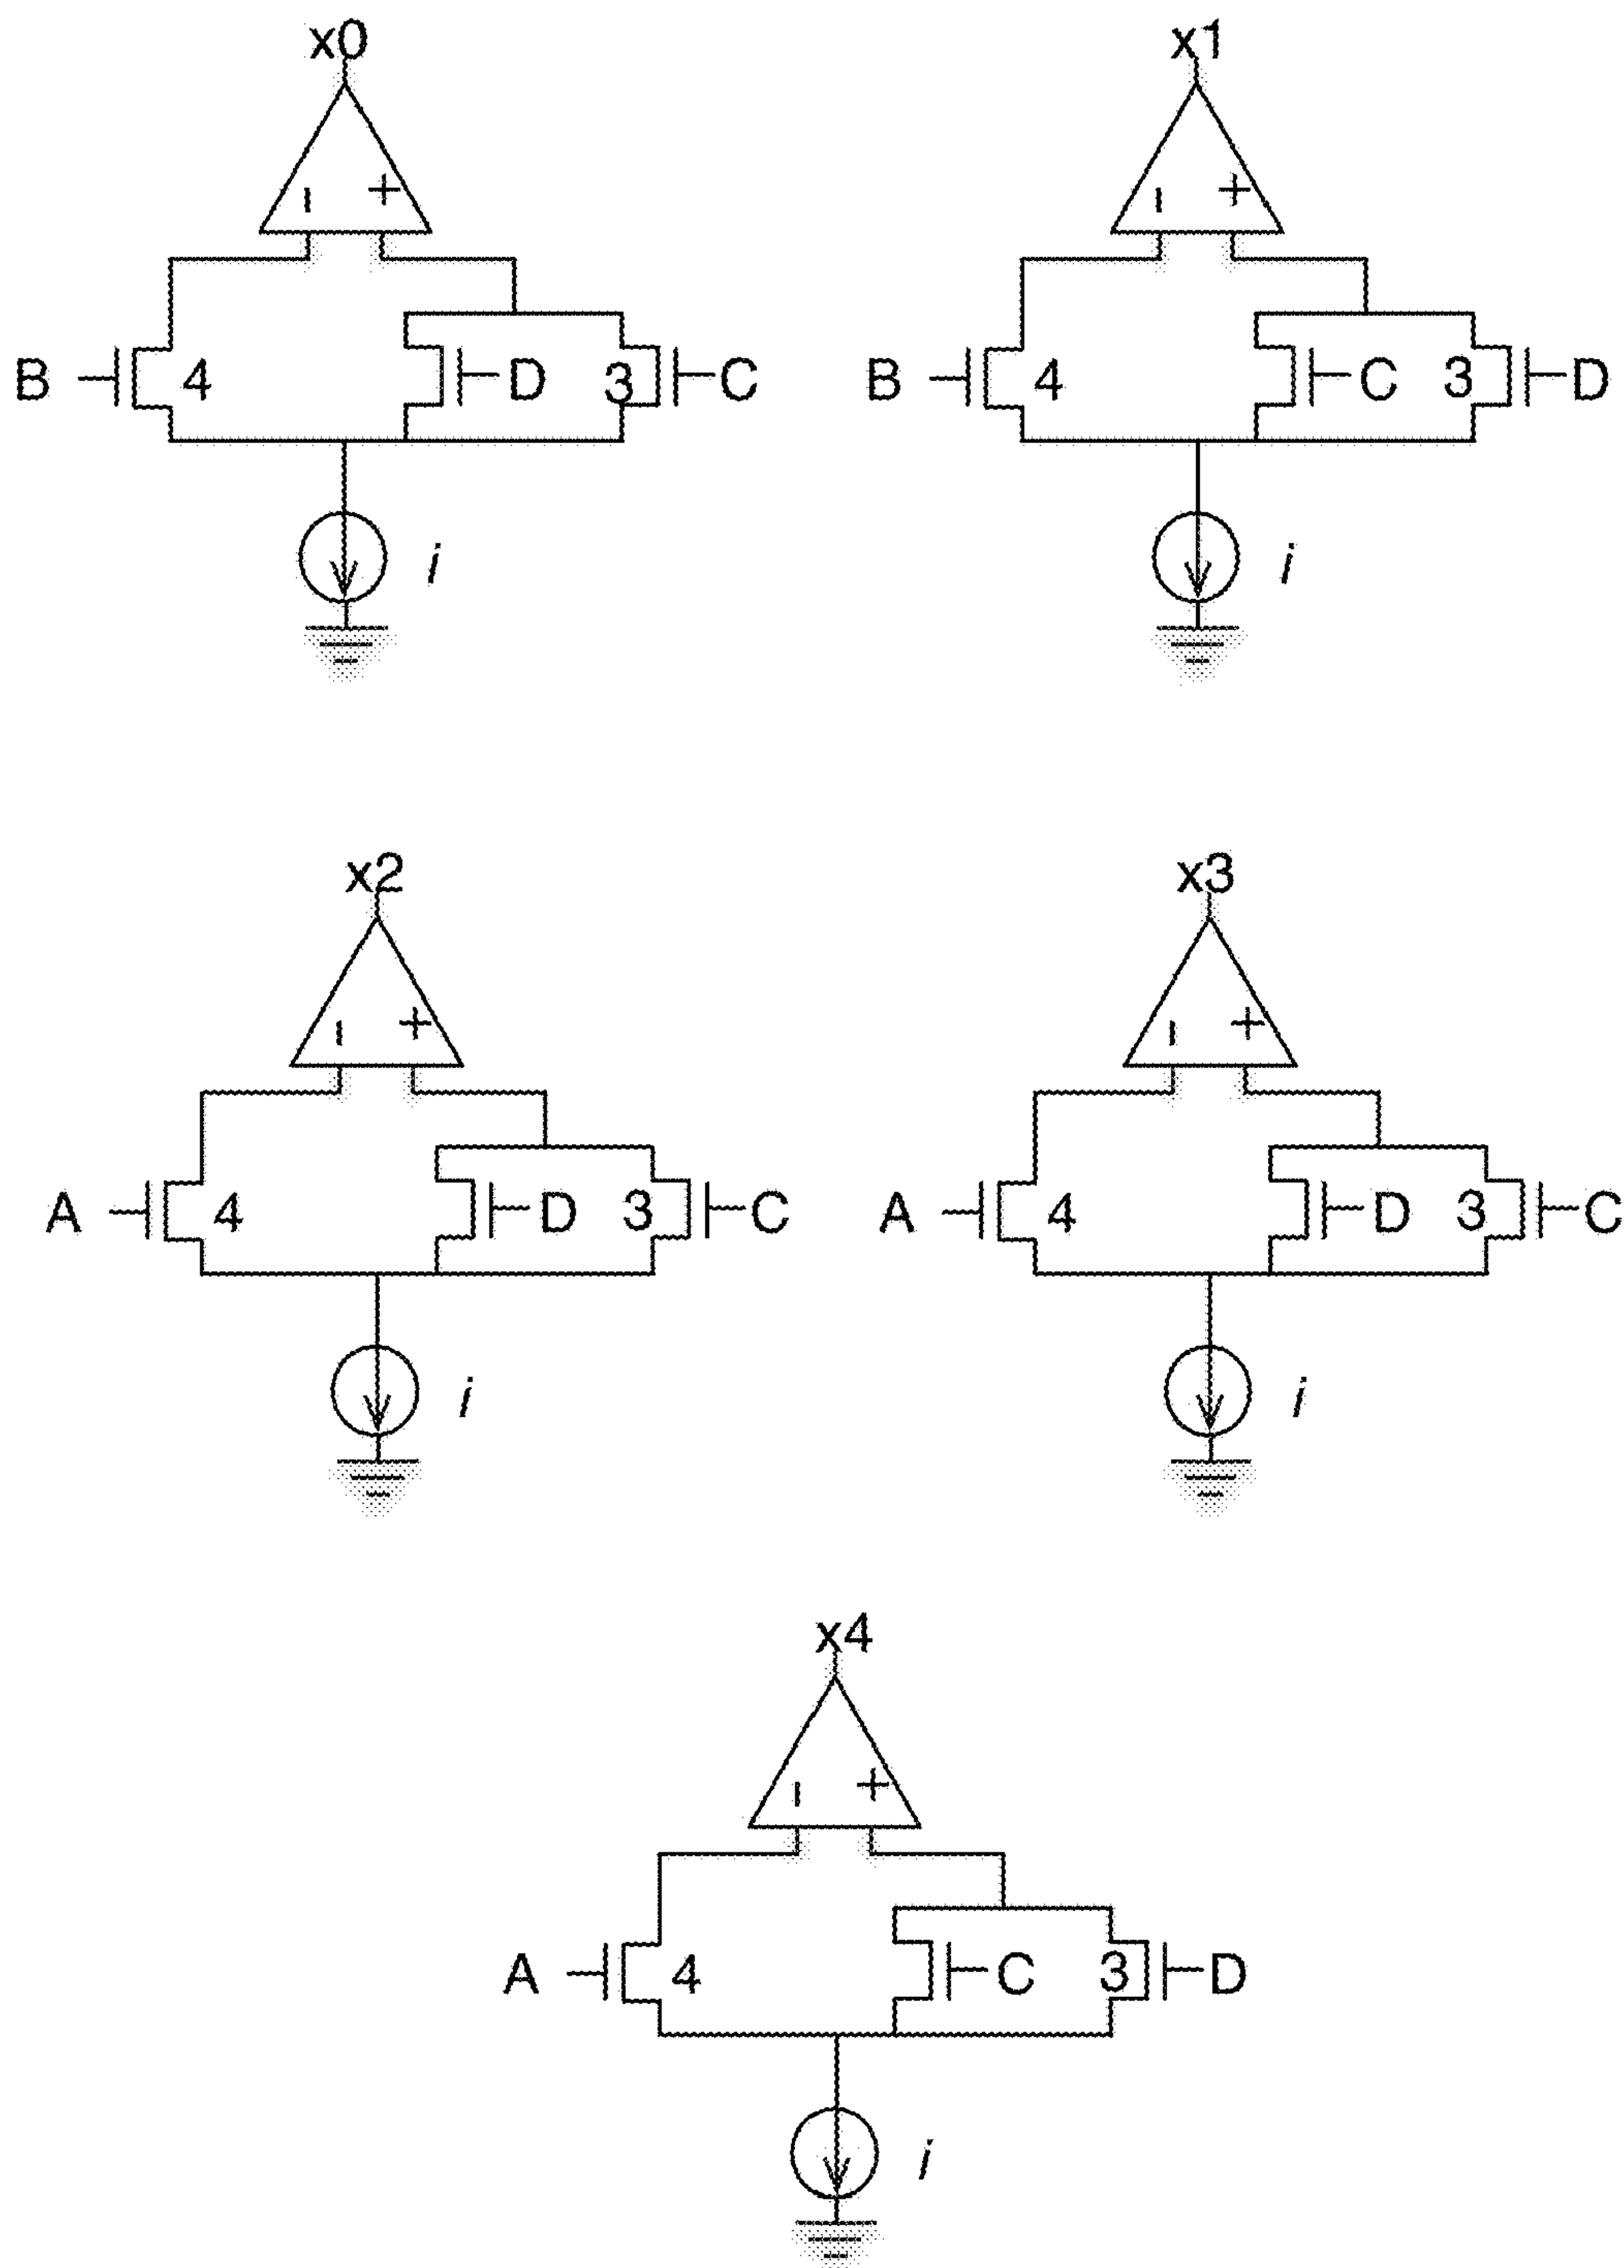 x0 x1
- + - +
B 4 D 3 C B 4 C 3 D
i i
x2 x3
- + - +
A 4 D 3 C A 4 D 3 C
i i
x4
- +
A 4 C 3 D
i